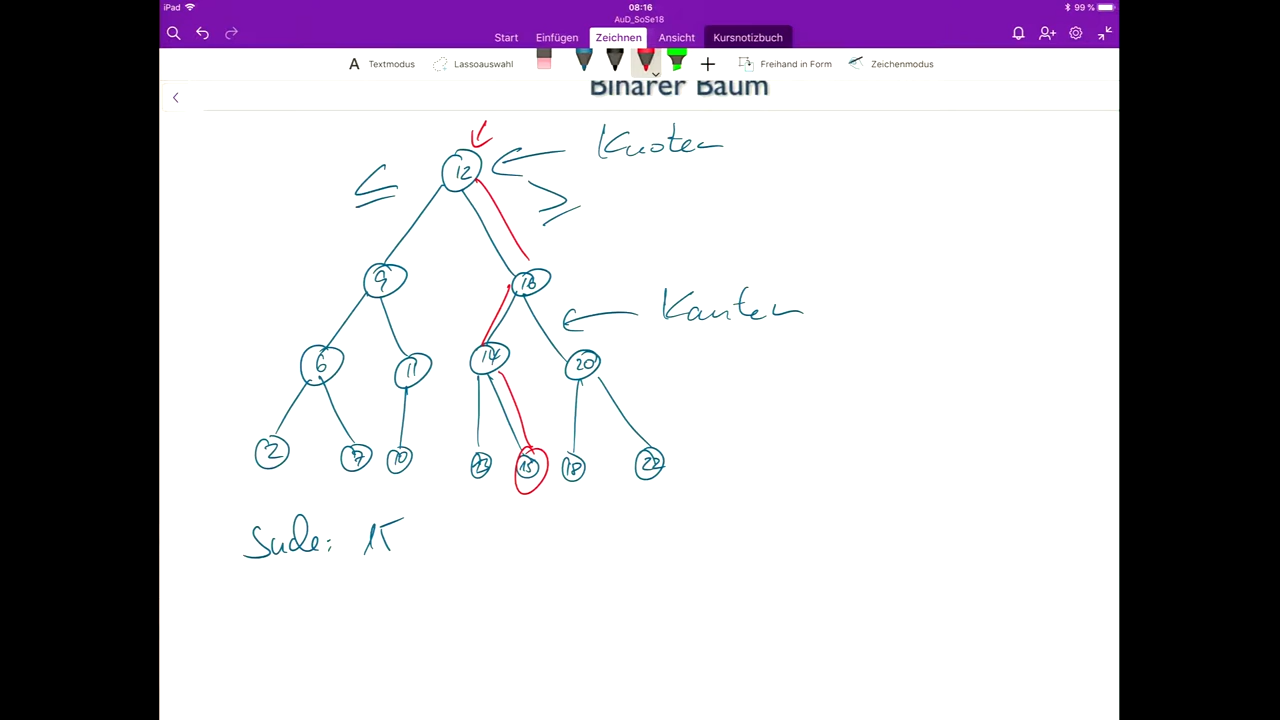 iPad 08:16 99 %
AuD_SoSe18
Start Einfügen Zeichnen Ansicht Kursnotizbuch
Textmodus Lassoauswahl Freihand in Form Zeichenmodus
Binärer Baum
Knoten
12
≤ ≥
9 16
Kanten
6 11 14 20
2 7 10 13 15 18 22
Suche: 15